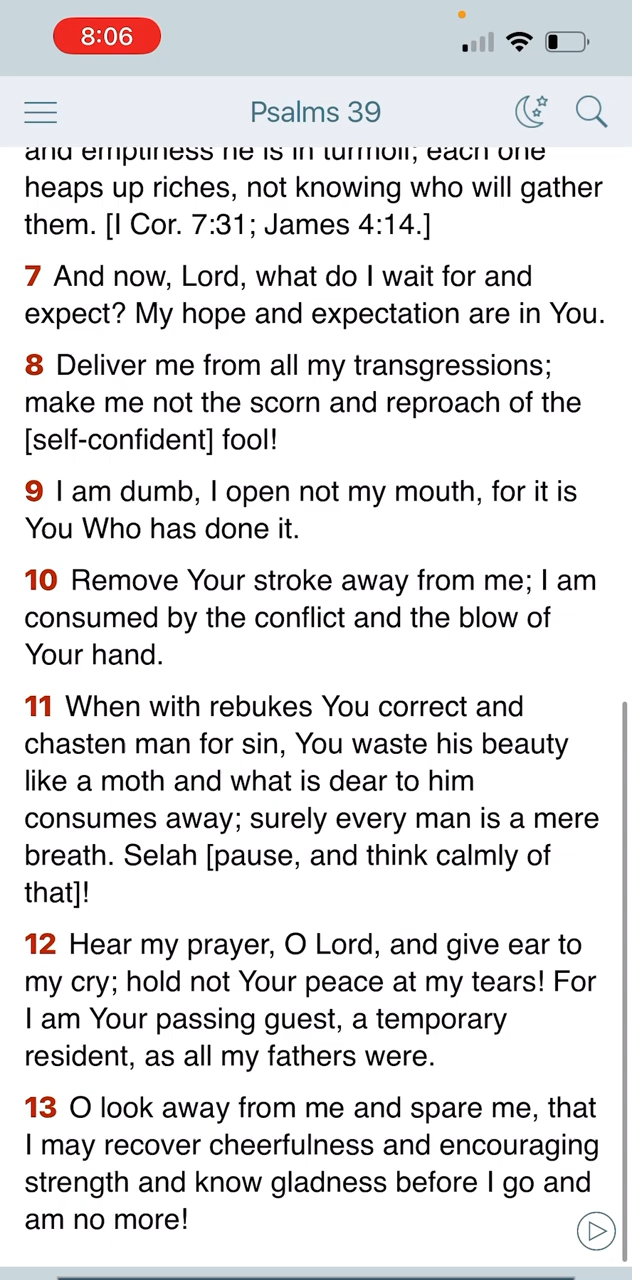 8:06
Psalms 39
and emptiness he is in turmoil; each one
heaps up riches, not knowing who will gather
them. [I Cor. 7:31; James 4:14.]
7 And now, Lord, what do I wait for and
expect? My hope and expectation are in You.
8 Deliver me from all my transgressions;
make me not the scorn and reproach of the
[self-confident] fool!
9 I am dumb, I open not my mouth, for it is
You Who has done it.
10 Remove Your stroke away from me; I am
consumed by the conflict and the blow of
Your hand.
11 When with rebukes You correct and
chasten man for sin, You waste his beauty
like a moth and what is dear to him
consumes away; surely every man is a mere
breath. Selah [pause, and think calmly of
that]!
12 Hear my prayer, O Lord, and give ear to
my cry; hold not Your peace at my tears! For
I am Your passing guest, a temporary
resident, as all my fathers were.
13 O look away from me and spare me, that
I may recover cheerfulness and encouraging
strength and know gladness before I go and
am no more!